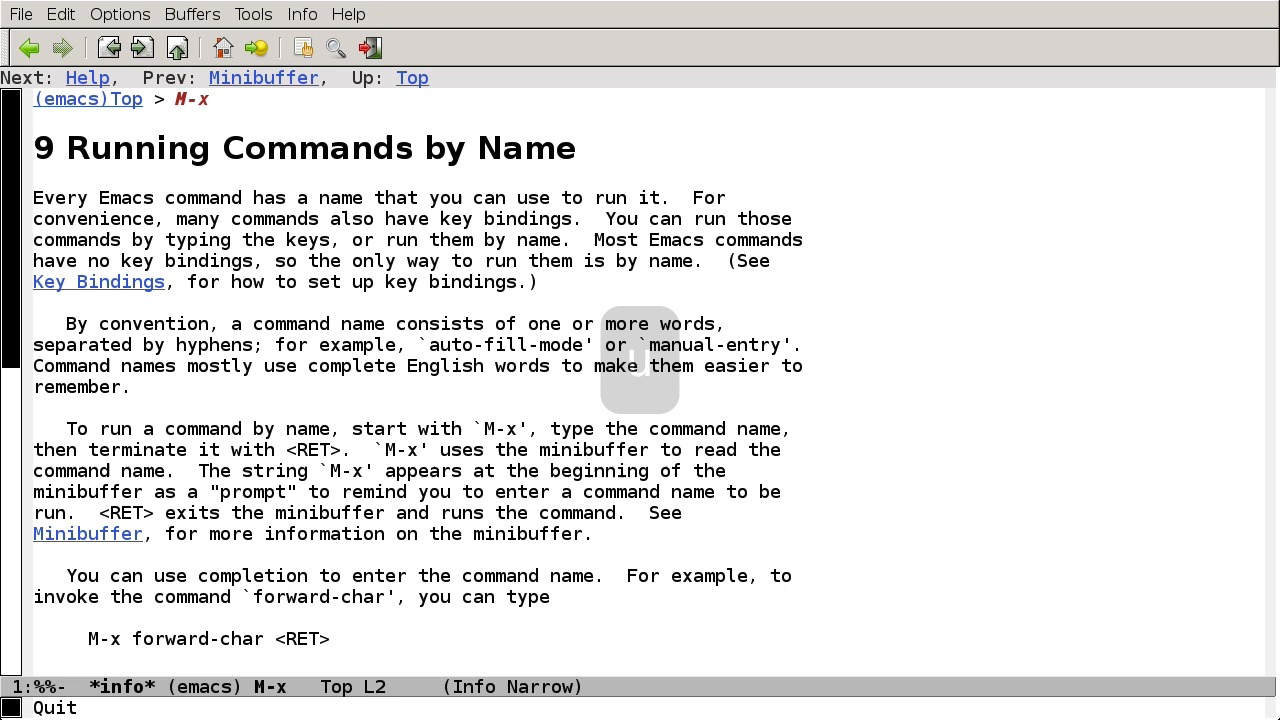 File Edit Options Buffers Tools Info Help
Next: Help,  Prev: Minibuffer,  Up: Top
(emacs)Top > M-x
9 Running Commands by Name
Every Emacs command has a name that you can use to run it.  For
convenience, many commands also have key bindings.  You can run those
commands by typing the keys, or run them by name.  Most Emacs commands
have no key bindings, so the only way to run them is by name.  (See
Key Bindings, for how to set up key bindings.)
By convention, a command name consists of one or more words,
separated by hyphens; for example, `auto-fill-mode' or `manual-entry'.
Command names mostly use complete English words to make them easier to
remember.
u
To run a command by name, start with `M-x', type the command name,
then terminate it with <RET>.  `M-x' uses the minibuffer to read the
command name.  The string `M-x' appears at the beginning of the
minibuffer as a "prompt" to remind you to enter a command name to be
run.  <RET> exits the minibuffer and runs the command.  See
Minibuffer, for more information on the minibuffer.
You can use completion to enter the command name.  For example, to
invoke the command `forward-char', you can type
M-x forward-char <RET>
1:%%-  *info* (emacs) M-x   Top L2     (Info Narrow)
Quit